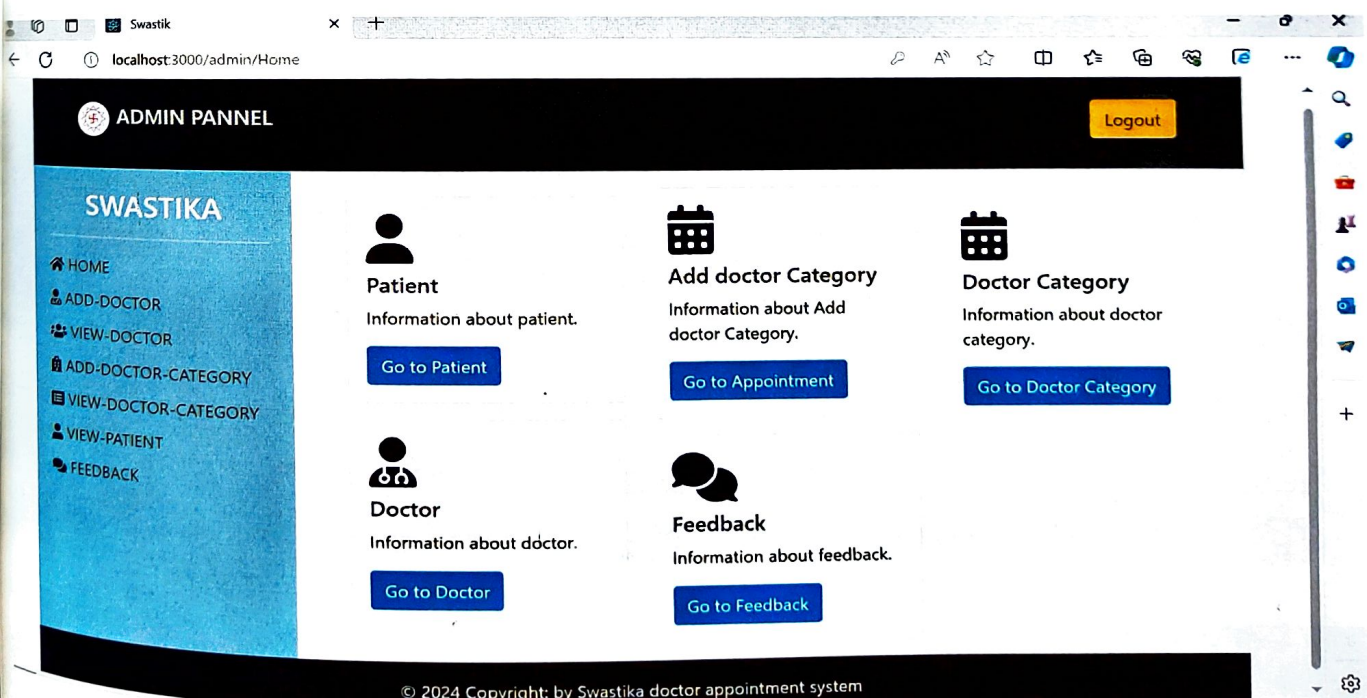 Swastik
localhost:3000/admin/Home
ADMIN PANNEL
Logout
SWASTIKA
HOME
ADD-DOCTOR
VIEW-DOCTOR
ADD-DOCTOR-CATEGORY
VIEW-DOCTOR-CATEGORY
VIEW-PATIENT
FEEDBACK
Patient
Information about patient.
Go to Patient
Add doctor Category
Information about Add
doctor Category.
Go to Appointment
Doctor Category
Information about doctor
category.
Go to Doctor Category
Doctor
Information about doctor.
Go to Doctor
Feedback
Information about feedback.
Go to Feedback
© 2024 Copyright: by Swastika doctor appointment system